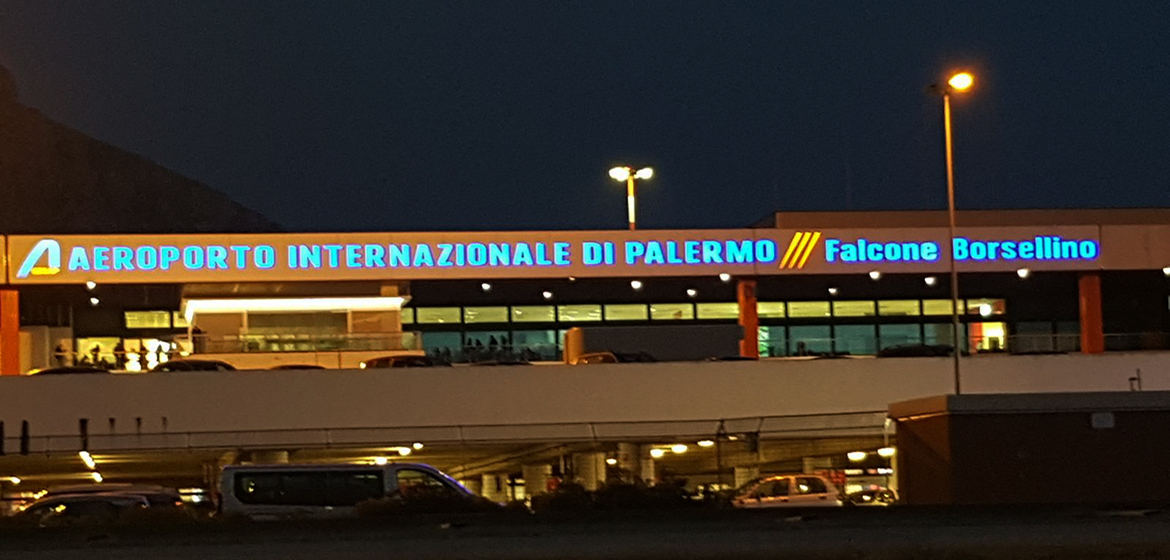 AEROPORTO INTERNAZIONALE DI PALERMO /// Falcone Borsellino